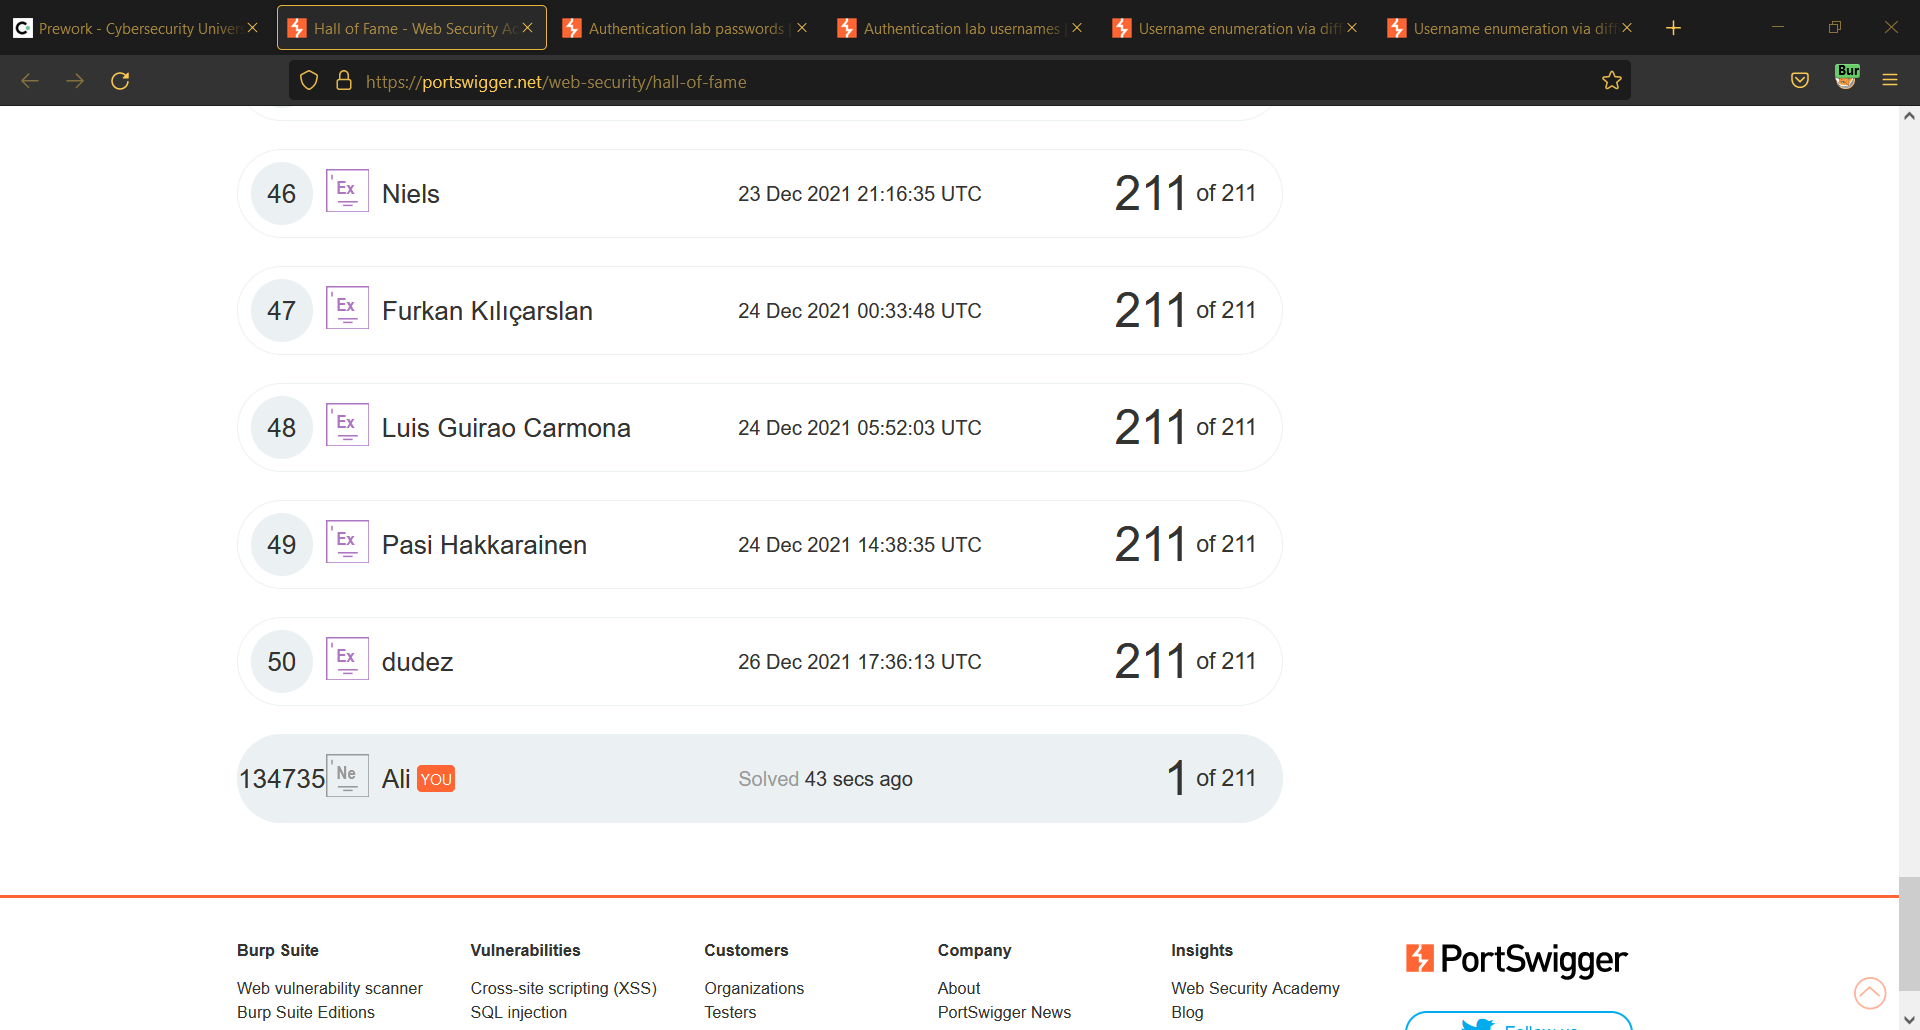 Prework - Cybersecurity Univer
Hall of Fame - Web Security Ac
Authentication lab passwords |
Authentication lab usernames |
Username enumeration via diff
Username enumeration via diff
https://portswigger.net/web-security/hall-of-fame
Bur
46 Ex Niels 23 Dec 2021 21:16:35 UTC 211 of 211
47 Ex Furkan Kılıçarslan 24 Dec 2021 00:33:48 UTC 211 of 211
48 Ex Luis Guirao Carmona 24 Dec 2021 05:52:03 UTC 211 of 211
49 Ex Pasi Hakkarainen 24 Dec 2021 14:38:35 UTC 211 of 211
50 Ex dudez 26 Dec 2021 17:36:13 UTC 211 of 211
134735 Ne Ali YOU Solved 43 secs ago 1 of 211
Burp Suite
Web vulnerability scanner
Burp Suite Editions
Vulnerabilities
Cross-site scripting (XSS)
SQL injection
Customers
Organizations
Testers
Company
About
PortSwigger News
Insights
Web Security Academy
Blog
PortSwigger
Follow us